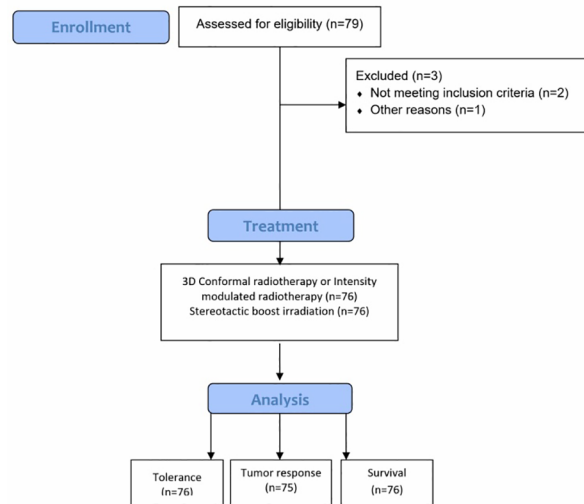 Enrollment
Assessed for eligibility (n=79)
Excluded (n=3)
♦ Not meeting inclusion criteria (n=2)
♦ Other reasons (n=1)
Treatment
3D Conformal radiotherapy or Intensity
modulated radiotherapy (n=76)
Stereotactic boost irradiation (n=76)
Analysis
Tolerance
(n=76)
Tumor response
(n=75)
Survival
(n=76)